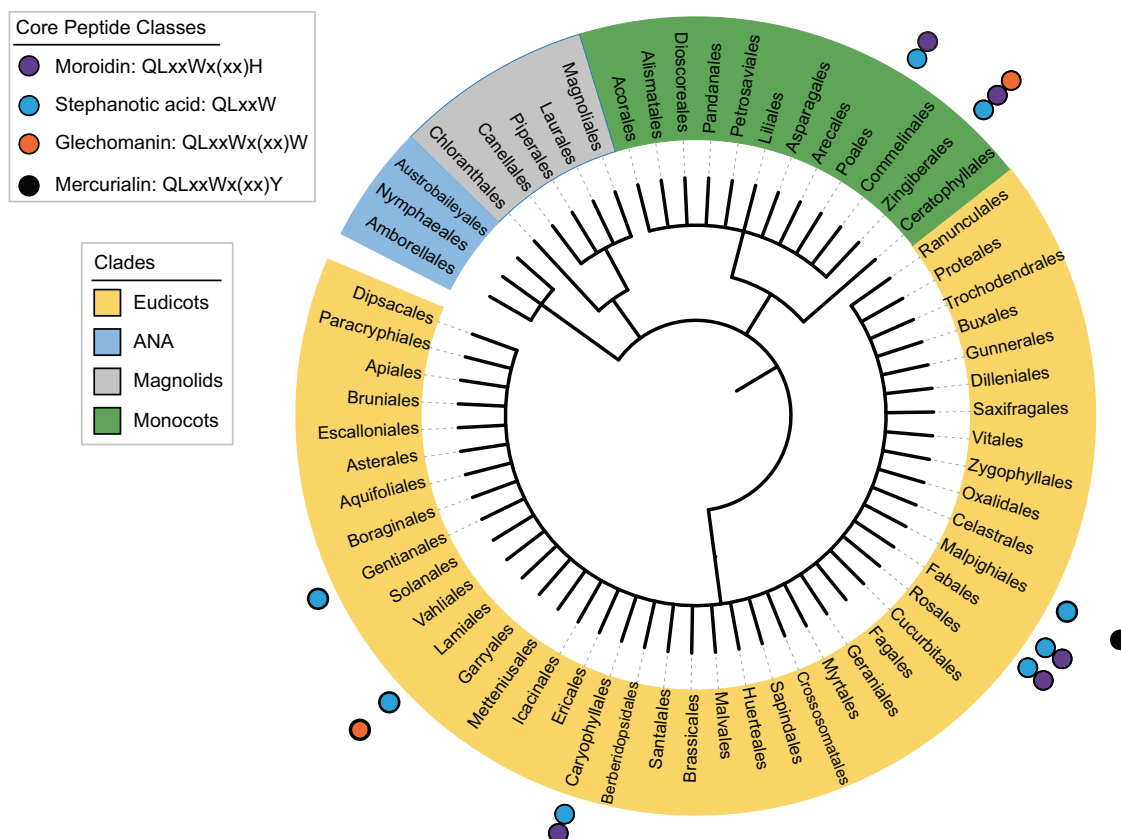 Core Peptide Classes
Moroidin: QLxxWx(xx)H
Stephanotic acid: QLxxW
Glechomanin: QLxxWx(xx)W
Mercurialin: QLxxWx(xx)Y
Clades
Eudicots
ANA
Magnolids
Monocots
Amborellales
Nymphaeales
Austrobaileyales
Chloranthales
Canellales
Piperales
Laurales
Magnoliales
Acorales
Alismatales
Dioscoreales
Pandanales
Petrosaviales
Liliales
Asparagales
Arecales
Poales
Commelinales
Zingiberales
Ceratophyllales
Ranunculales
Proteales
Trochodendrales
Buxales
Gunnerales
Dilleniales
Saxifragales
Vitales
Zygophyllales
Oxalidales
Celastrales
Malpighiales
Fabales
Rosales
Cucurbitales
Fagales
Geraniales
Myrtales
Crossosomatales
Sapindales
Huerteales
Malvales
Brassicales
Santalales
Berberidopsidales
Caryophyllales
Ericales
Icacinales
Metteniusales
Garryales
Lamiales
Vahliales
Solanales
Gentianales
Boraginales
Aquifoliales
Asterales
Escalloniales
Bruniales
Apiales
Paracryphiales
Dipsacales